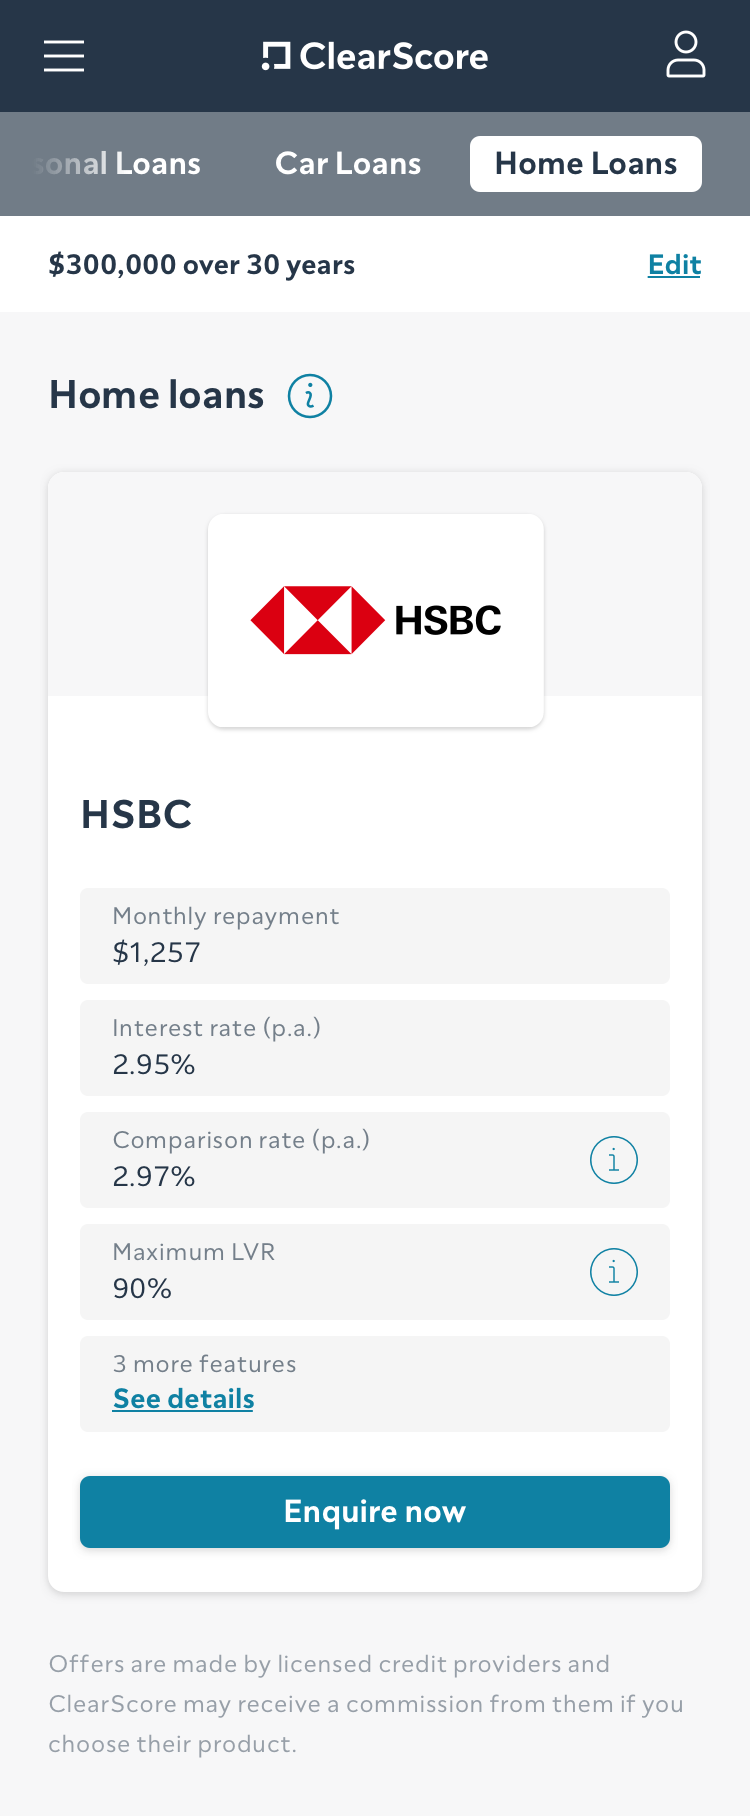 ClearScore
sonal Loans
Car Loans
Home Loans
$300,000 over 30 years
Edit
Home loans
HSBC
HSBC
Monthly repayment
$1,257
Interest rate (p.a.)
2.95%
Comparison rate (p.a.)
2.97%
Maximum LVR
90%
3 more features
See details
Enquire now
Offers are made by licensed credit providers and
ClearScore may receive a commission from them if you
choose their product.